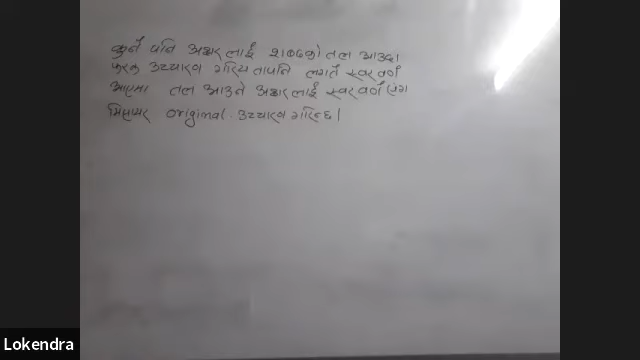 कुनै पनि अक्षर लाई शब्दको तल आउदा
फरक उच्चारण गरिय तापनि लगतै स्वर वर्ण
आएमा तल आउने अक्षर लाई स्वर वर्ण संग
मिसाएर original उच्चारण गरिन्छ।
Lokendra